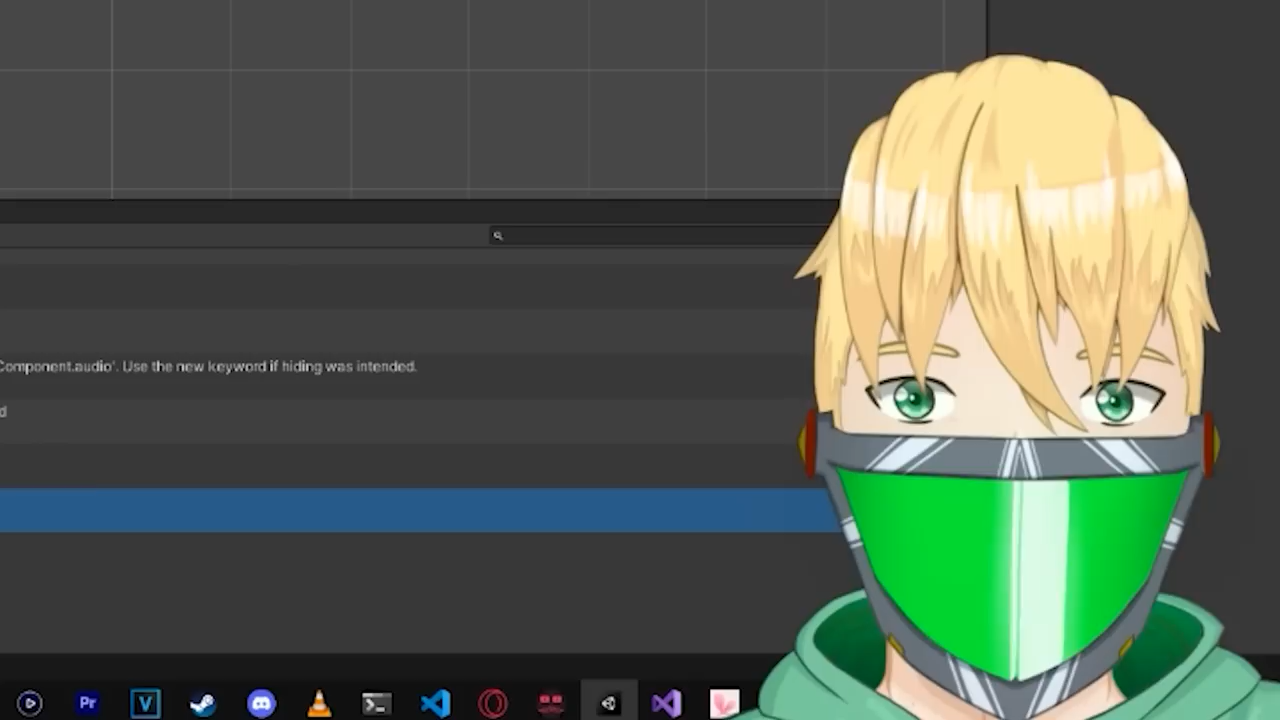 Component.audio'. Use the new keyword if hiding was intended.
d
Pr
V